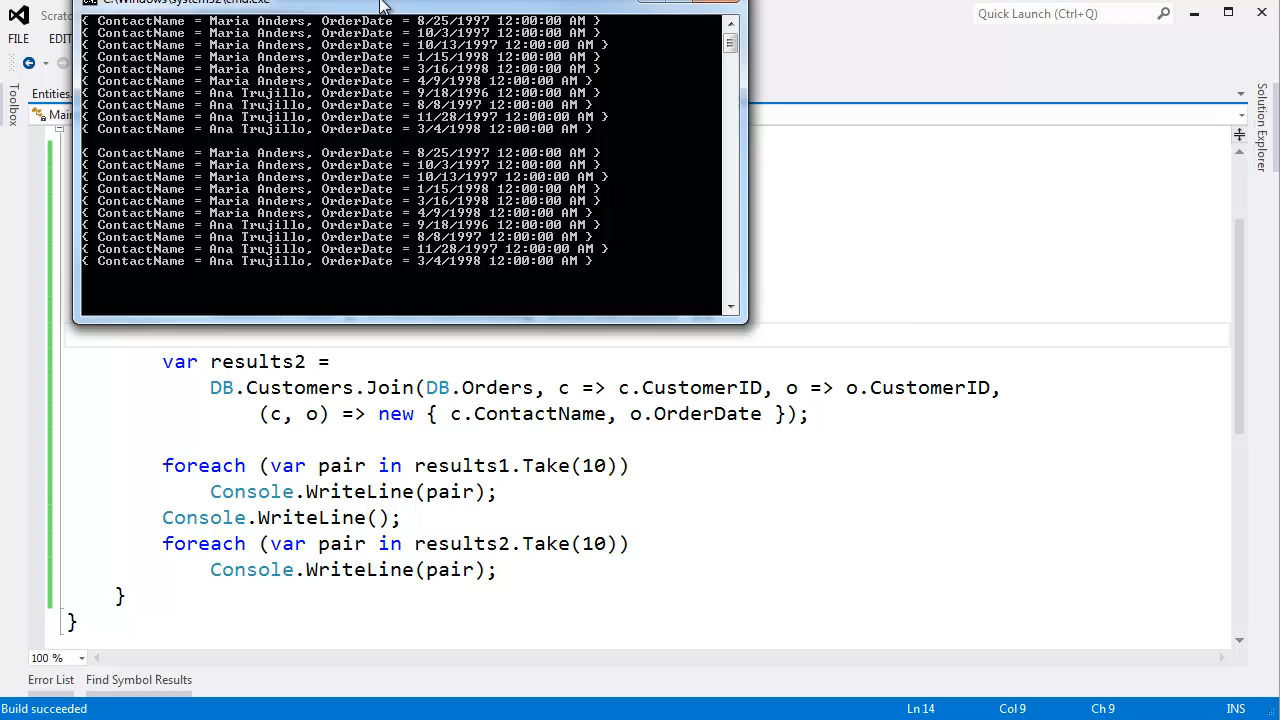 C:\Windows\system32\cmd.exe
Scratc
Quick Launch (Ctrl+Q)
FILE
EDIT
{ ContactName = Maria Anders, OrderDate = 8/25/1997 12:00:00 AM }
{ ContactName = Maria Anders, OrderDate = 10/3/1997 12:00:00 AM }
{ ContactName = Maria Anders, OrderDate = 10/13/1997 12:00:00 AM }
{ ContactName = Maria Anders, OrderDate = 1/15/1998 12:00:00 AM }
{ ContactName = Maria Anders, OrderDate = 3/16/1998 12:00:00 AM }
{ ContactName = Maria Anders, OrderDate = 4/9/1998 12:00:00 AM }
{ ContactName = Ana Trujillo, OrderDate = 9/18/1996 12:00:00 AM }
{ ContactName = Ana Trujillo, OrderDate = 8/8/1997 12:00:00 AM }
{ ContactName = Ana Trujillo, OrderDate = 11/28/1997 12:00:00 AM }
{ ContactName = Ana Trujillo, OrderDate = 3/4/1998 12:00:00 AM }
{ ContactName = Maria Anders, OrderDate = 8/25/1997 12:00:00 AM }
{ ContactName = Maria Anders, OrderDate = 10/3/1997 12:00:00 AM }
{ ContactName = Maria Anders, OrderDate = 10/13/1997 12:00:00 AM }
{ ContactName = Maria Anders, OrderDate = 1/15/1998 12:00:00 AM }
{ ContactName = Maria Anders, OrderDate = 3/16/1998 12:00:00 AM }
{ ContactName = Maria Anders, OrderDate = 4/9/1998 12:00:00 AM }
{ ContactName = Ana Trujillo, OrderDate = 9/18/1996 12:00:00 AM }
{ ContactName = Ana Trujillo, OrderDate = 8/8/1997 12:00:00 AM }
{ ContactName = Ana Trujillo, OrderDate = 11/28/1997 12:00:00 AM }
{ ContactName = Ana Trujillo, OrderDate = 3/4/1998 12:00:00 AM }
Toolbox
Entities.
Main
Solution Explorer
var results2 =
DB.Customers.Join(DB.Orders, c => c.CustomerID, o => o.CustomerID,
(c, o) => new { c.ContactName, o.OrderDate });
foreach (var pair in results1.Take(10))
Console.WriteLine(pair);
Console.WriteLine();
foreach (var pair in results2.Take(10))
Console.WriteLine(pair);
}
}
100 %
Error List
Find Symbol Results
Build succeeded
Ln 14
Col 9
Ch 9
INS